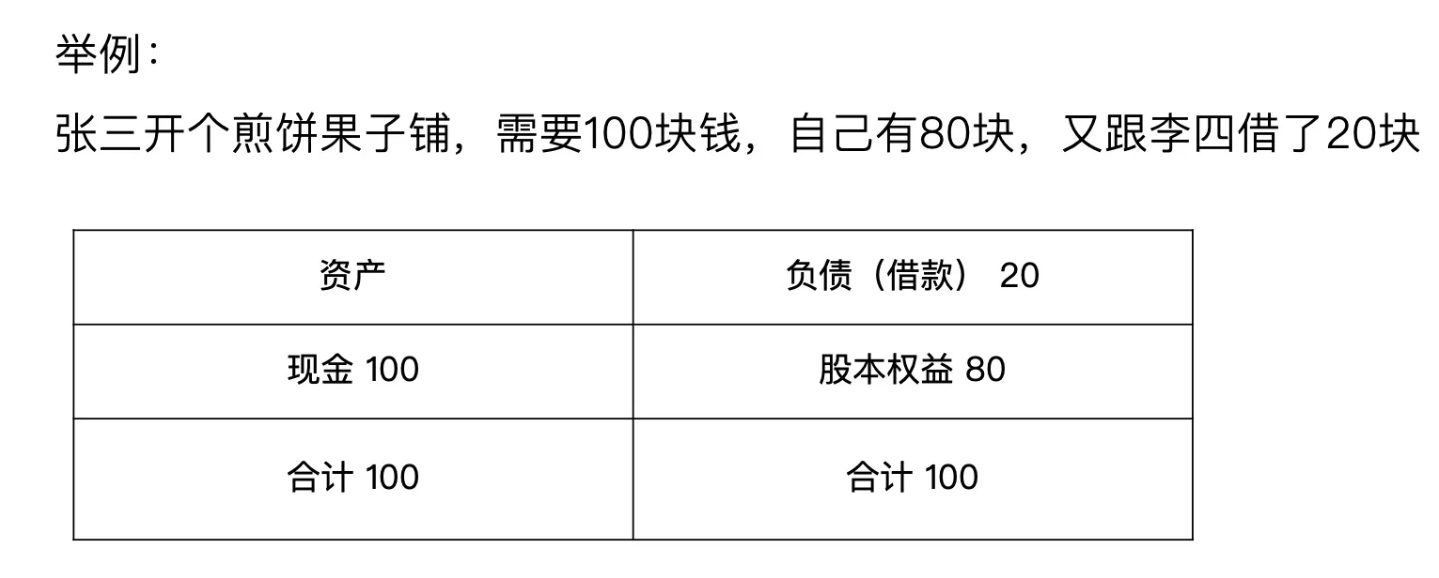 举例：
张三开个煎饼果子铺，需要100块钱，自己有80块，又跟李四借了20块
资产 负债（借款） 20
现金 100 股本权益 80
合计 100 合计 100